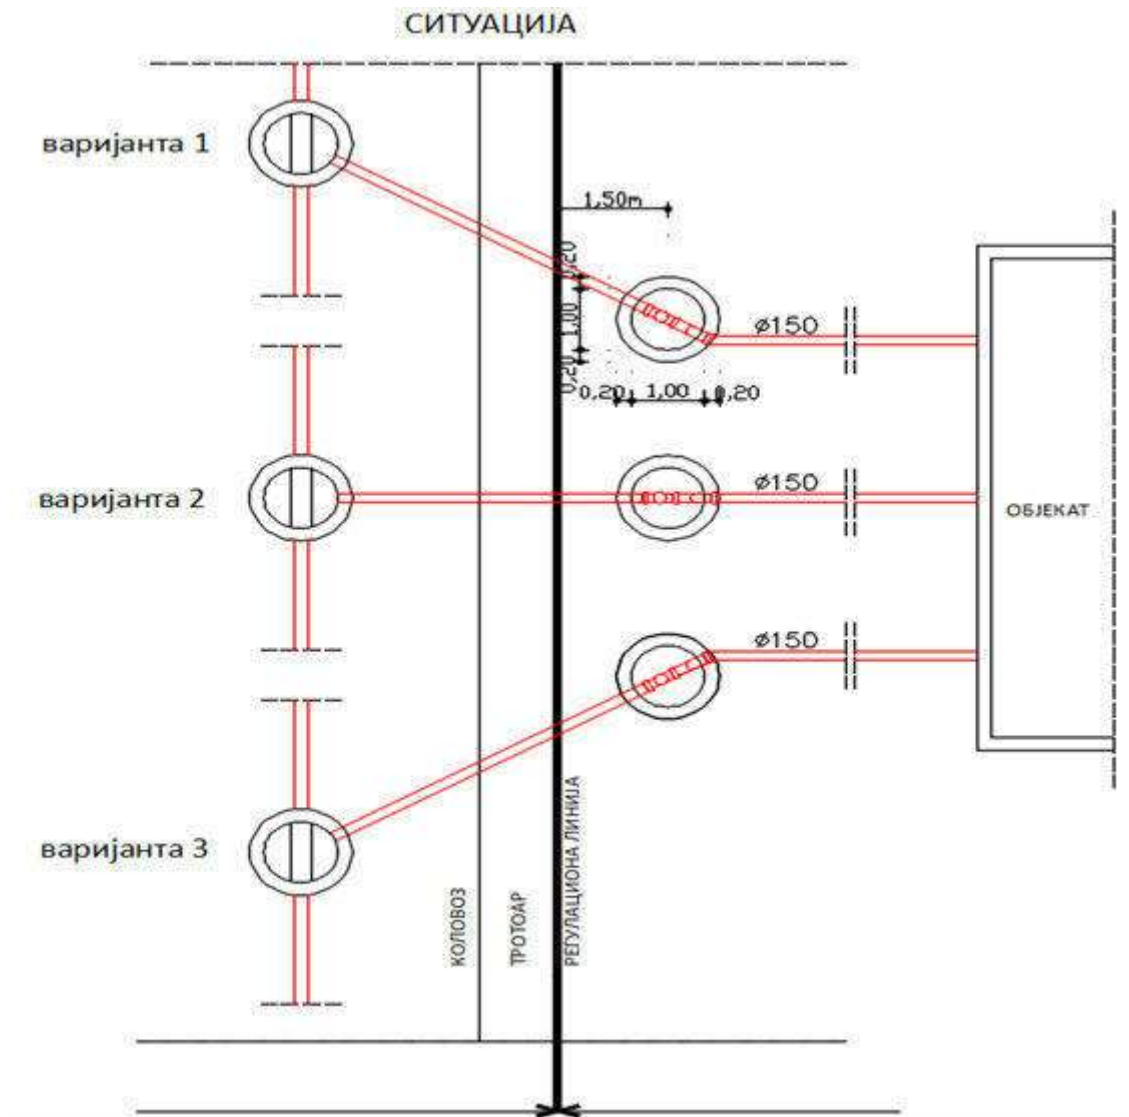 СИТУАЦИЈА
варијанта 1
1,50m
0,20
1,00
0,20
ø150
0,20 1,00 0,20
варијанта 2
ø150
ОБЈЕКАТ
ø150
варијанта 3
КОЛОВОЗ
ТРОТОАР
РЕГУЛАЦИОНА ЛИНИЈА